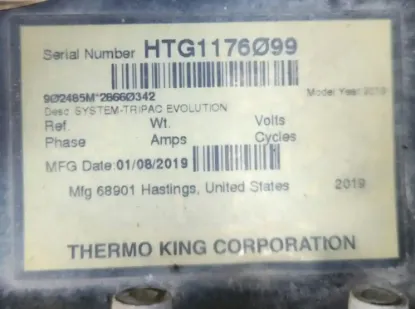 Serial Number HTG1176Ø99
9Ø2485M*2666Ø342
Model Year 2019
Desc SYSTEM-TRIPAC EVOLUTION
Ref. Wt. Volts
Phase Amps Cycles
MFG Date:01/08/2019
Mfg 68901 Hastings, United States 2019
THERMO KING CORPORATION